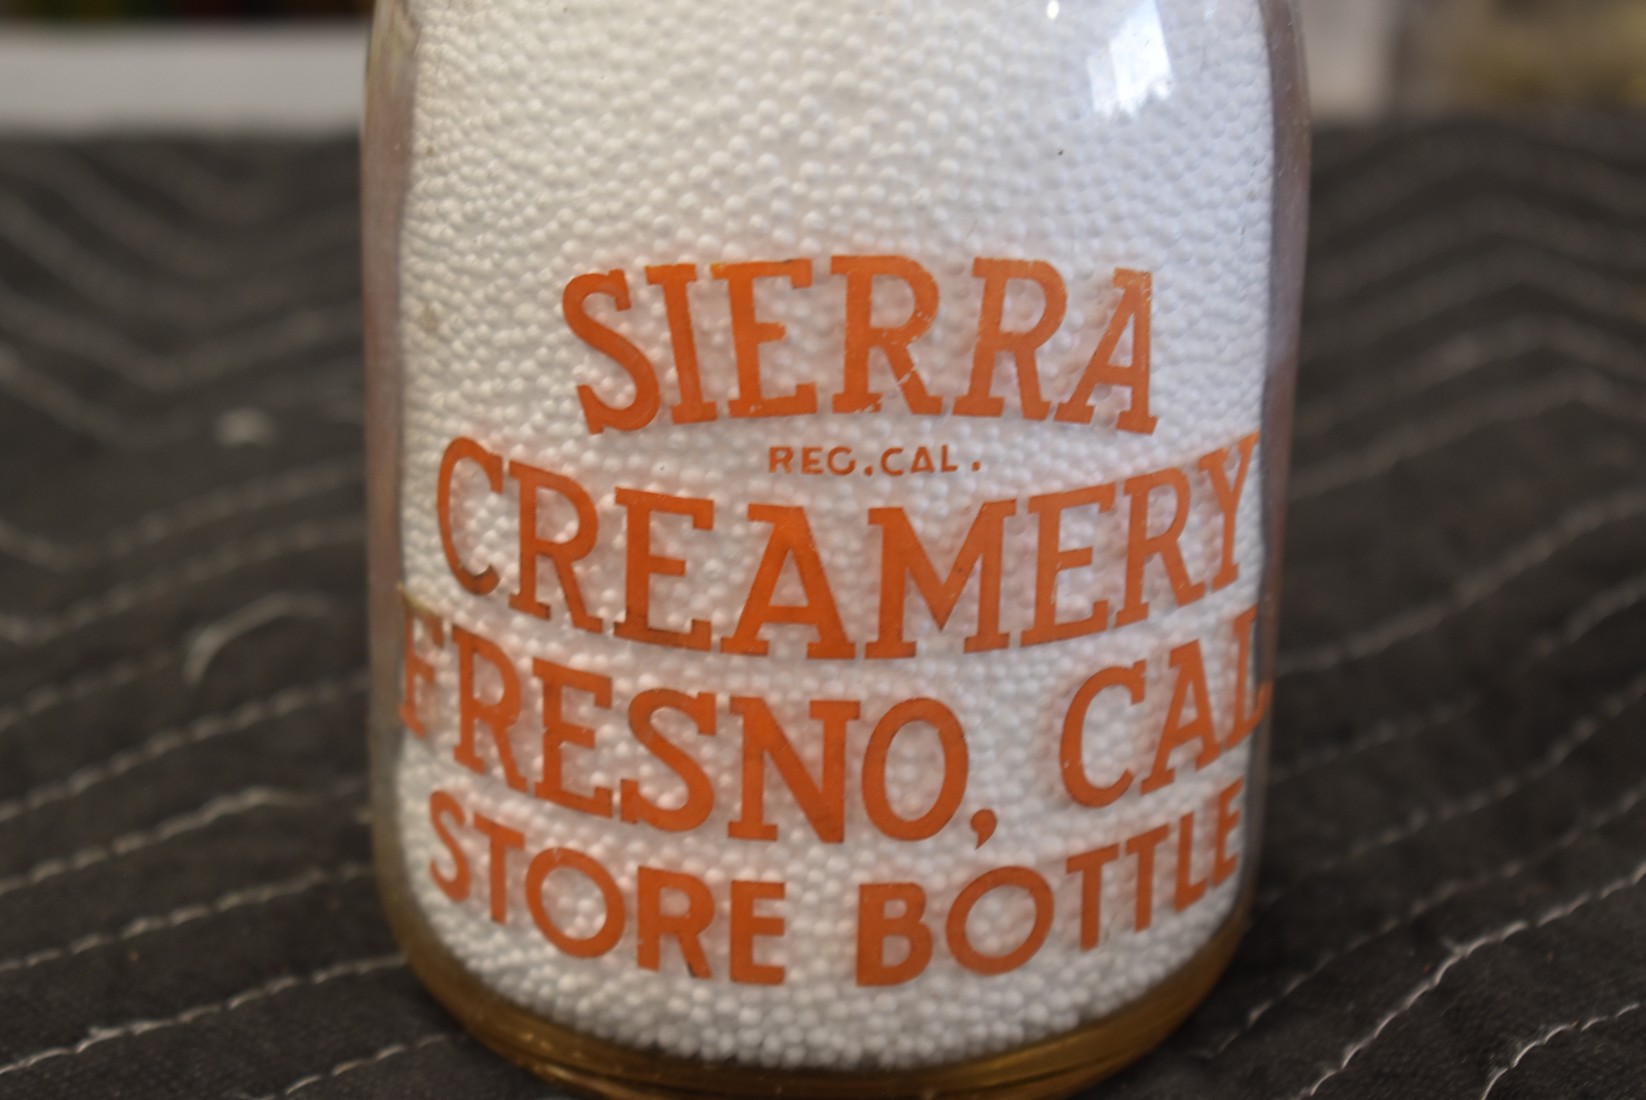 SIERRA
REG.CAL.
CREAMERY
FRESNO, CAL.
STORE BOTTLE